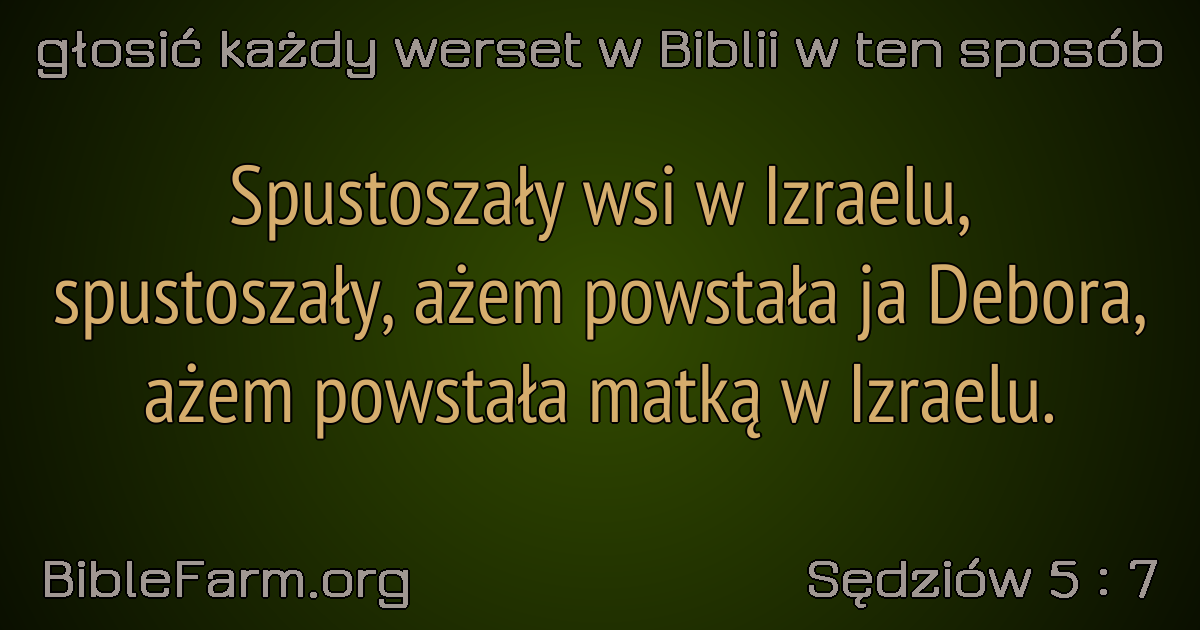 głosić każdy werset w Biblii w ten sposób
Spustoszały wsi w Izraelu,
spustoszały, ażem powstała ja Debora,
ażem powstała matką w Izraelu.
BibleFarm.org
Sędziów 5 : 7